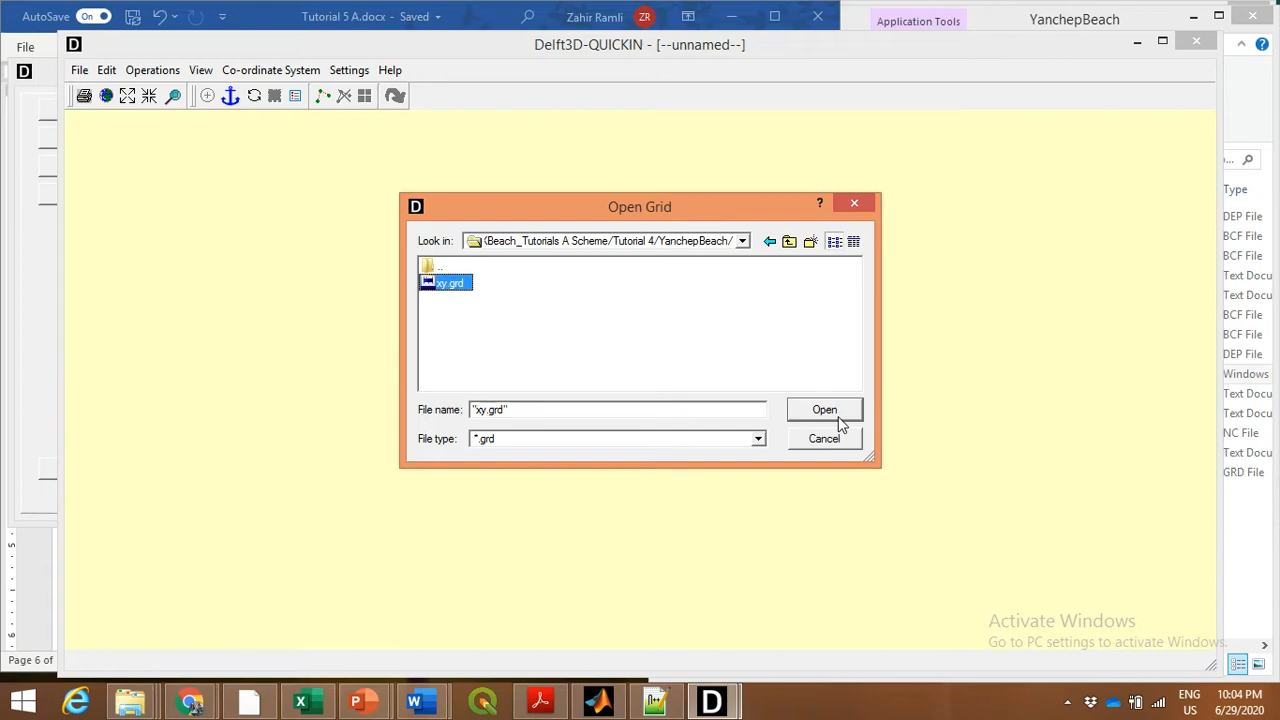 AutoSave On Tutorial 5 A.docx - Saved Zahir Ramli ZR Application Tools YanchepBeach
File
D Delft3D-QUICKIN - [--unnamed--]
D File Edit Operations View Co-ordinate System Settings Help
D Open Grid ?
Look in: Beach_Tutorials A Scheme/Tutorial 4/YanchepBeach/
..
xy.grd
File name: "xy.grd" Open
File type: *.grd Cancel
Type
DEP File
BCF File
BCF File
Text Docu
Text Docu
BCF File
BCF File
DEP File
Windows
Text Docu
Text Docu
NC File
Text Docu
GRD File
Activate Windows
Go to PC settings to activate Windows.
Page 6 of
ENG 10:04 PM
US 6/29/2020